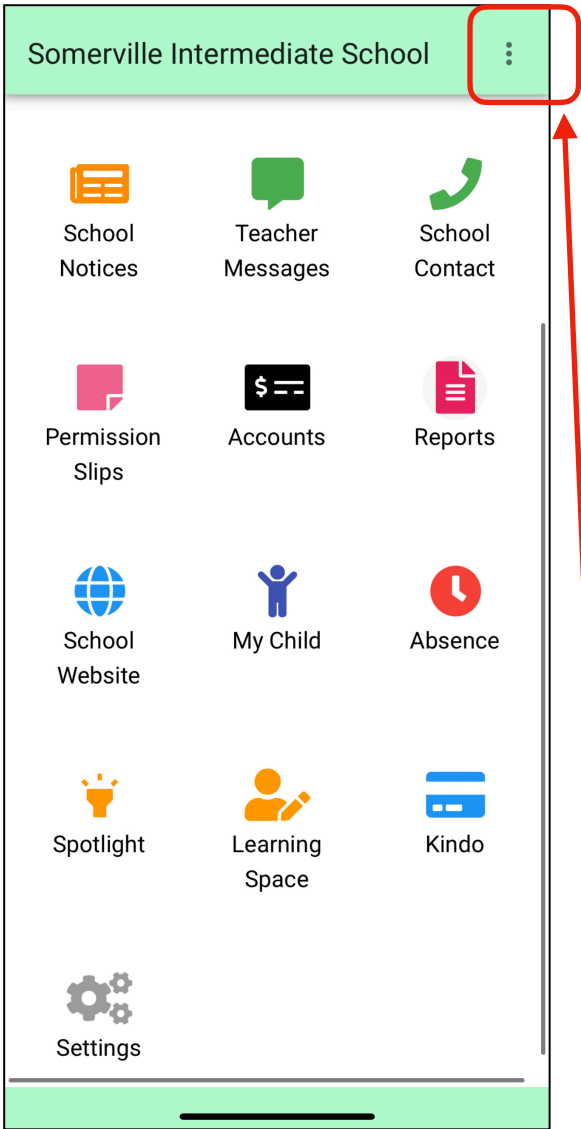 Somerville Intermediate School
School
Notices
Teacher
Messages
School
Contact
Permission
Slips
$
Accounts
Reports
School
Website
My Child
Absence
Spotlight
Learning
Space
Kindo
Settings